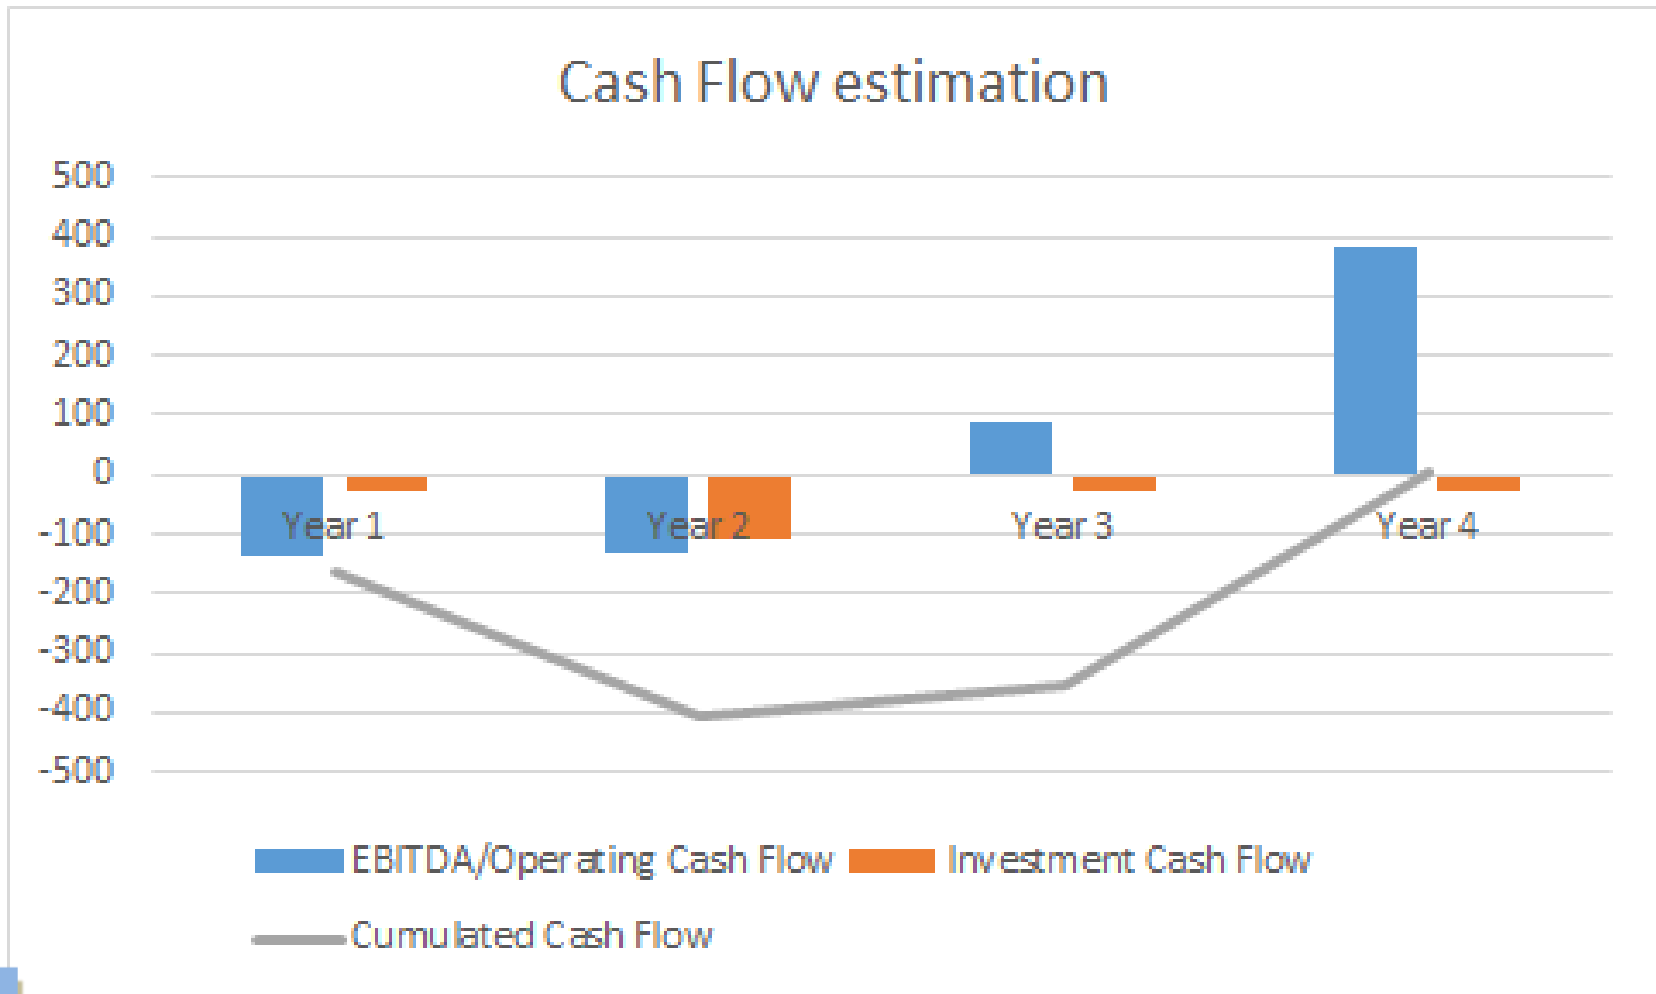 Cash Flow estimation
500
400
300
200
100
0
-100
-200
-300
-400
-500
Year 1
Year 2
Year 3
Year 4
EBITDA/Operating Cash Flow
Investment Cash Flow
Cumulated Cash Flow